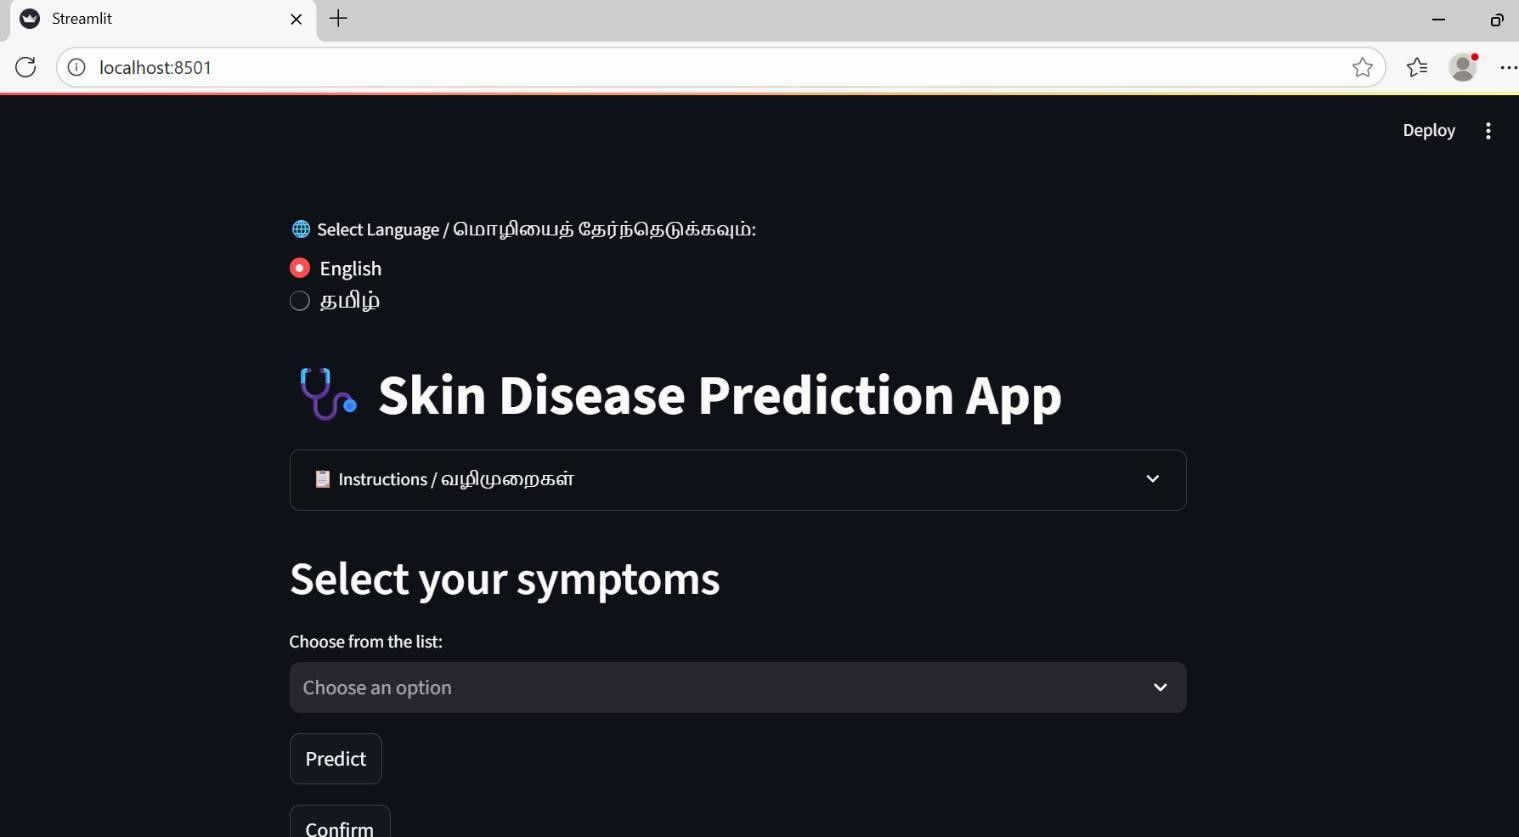 Streamlit
localhost:8501
Deploy
Select Language / மொழியைத் தேர்ந்தெடுக்கவும்:
English
தமிழ்
Skin Disease Prediction App
Instructions / வழிமுறைகள்
Select your symptoms
Choose from the list:
Choose an option
Predict
Confirm